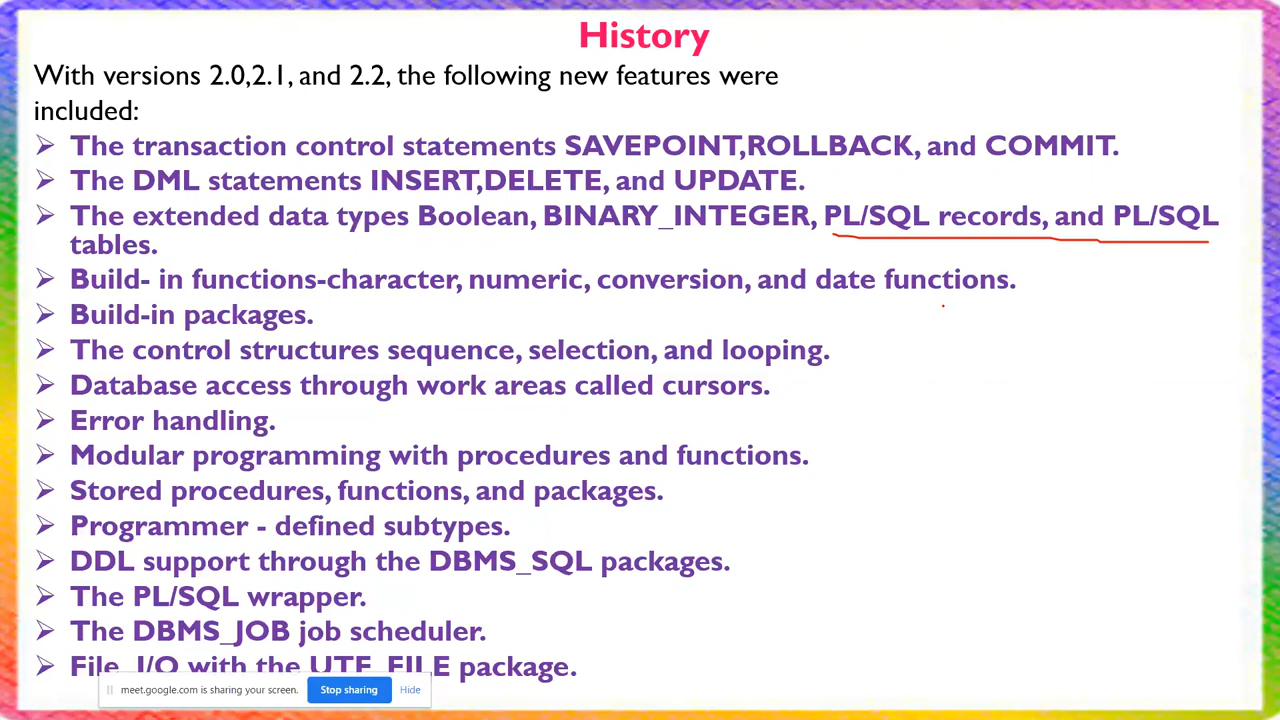 History
With versions 2.0,2.1, and 2.2, the following new features were
included:
➢ The transaction control statements SAVEPOINT,ROLLBACK, and COMMIT.
➢ The DML statements INSERT,DELETE, and UPDATE.
➢ The extended data types Boolean, BINARY_INTEGER, PL/SQL records, and PL/SQL
tables.
➢ Build- in functions-character, numeric, conversion, and date functions.
➢ Build-in packages.
➢ The control structures sequence, selection, and looping.
➢ Database access through work areas called cursors.
➢ Error handling.
➢ Modular programming with procedures and functions.
➢ Stored procedures, functions, and packages.
➢ Programmer - defined subtypes.
➢ DDL support through the DBMS_SQL packages.
➢ The PL/SQL wrapper.
➢ The DBMS_JOB job scheduler.
➢ File I/O with the UTF_FILE package.
meet.google.com is sharing your screen. Stop sharing Hide